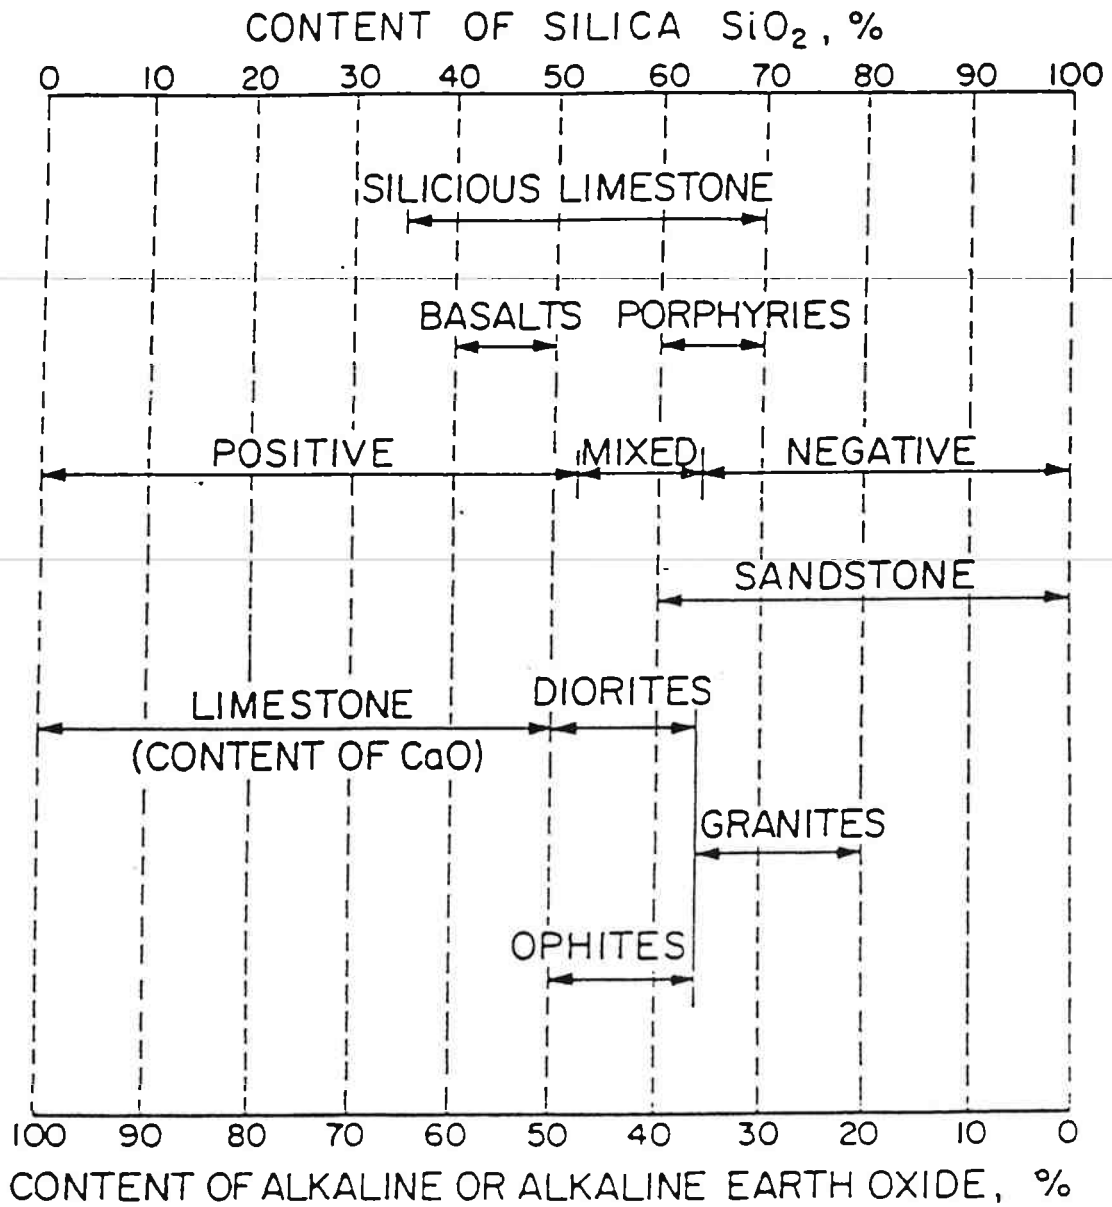 CONTENT OF SILICA SiO₂, %
0 10 20 30 40 50 60 70 80 90 100
SILICIOUS LIMESTONE
BASALTS PORPHYRIES
POSITIVE MIXED NEGATIVE
SANDSTONE
LIMESTONE DIORITES
(CONTENT OF CaO)
GRANITES
OPHITES
100 90 80 70 60 50 40 30 20 10 0
CONTENT OF ALKALINE OR ALKALINE EARTH OXIDE, %